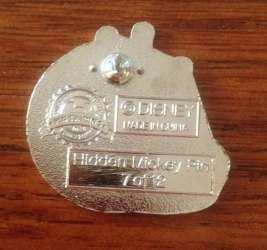 © DISNEY
MADE IN CHINA
Hidden Mickey Pin
7 of 12